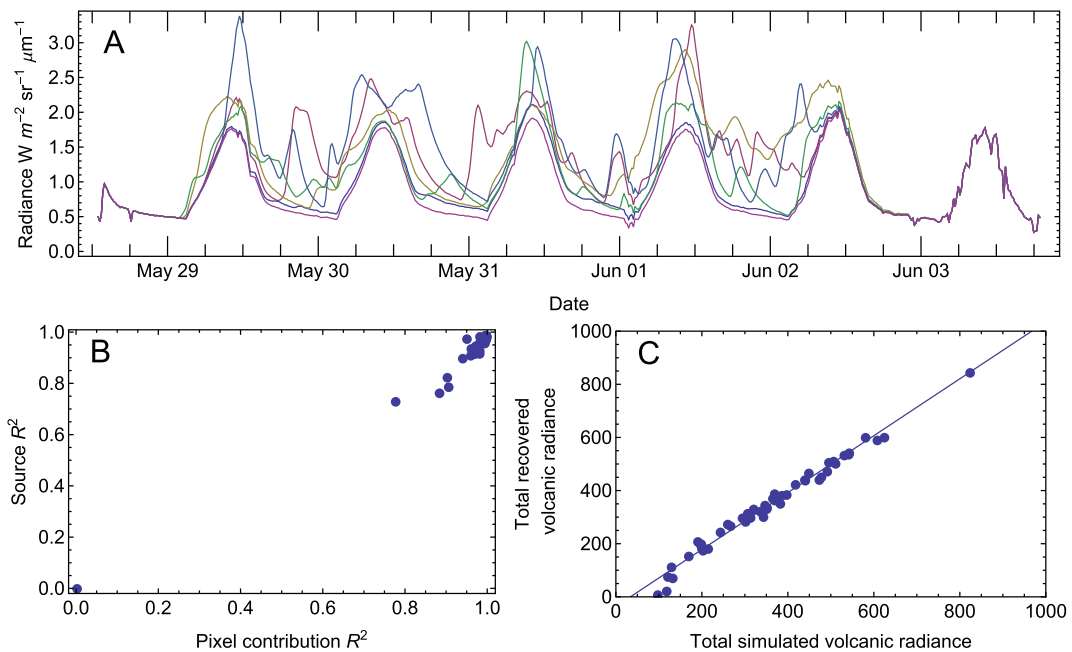 A
Radiance W m⁻² sr⁻¹ μm⁻¹
3.0
2.5
2.0
1.5
1.0
0.5
0.0
May 29 May 30 May 31 Jun 01 Jun 02 Jun 03
Date
B
Source R²
1.0
0.8
0.6
0.4
0.2
0.0
0.0 0.2 0.4 0.6 0.8 1.0
Pixel contribution R²
C
Total recovered
volcanic radiance
1000
800
600
400
200
0
0 200 400 600 800 1000
Total simulated volcanic radiance